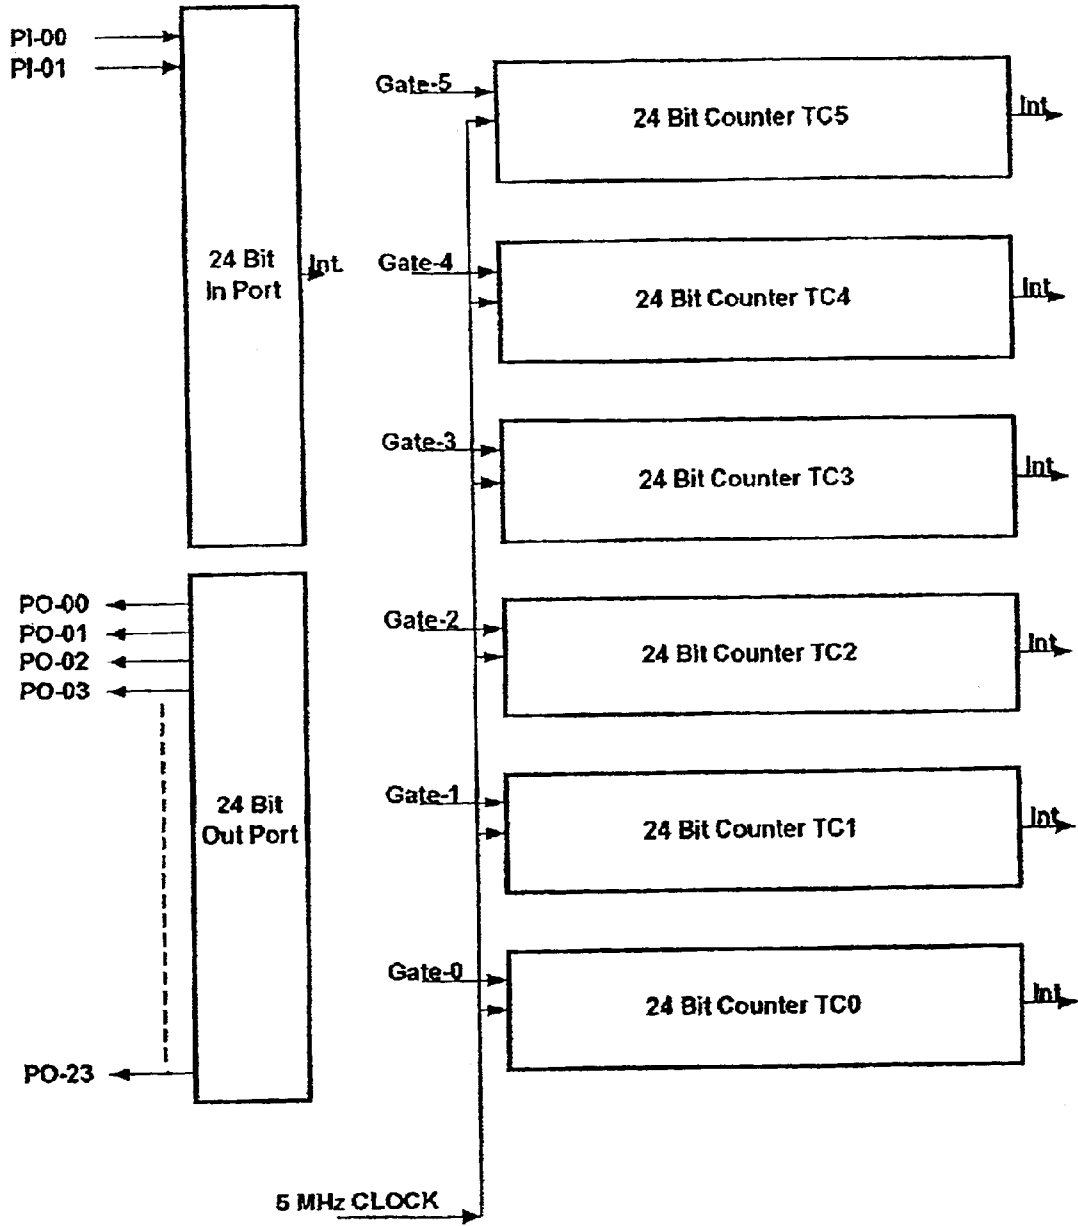 PI-00
PI-01
24 Bit
In Port
Int.
PO-00
PO-01
PO-02
PO-03
24 Bit
Out Port
PO-23
Gate-5
24 Bit Counter TC5
Int
Gate-4
24 Bit Counter TC4
Int
Gate-3
24 Bit Counter TC3
Int
Gate-2
24 Bit Counter TC2
Int
Gate-1
24 Bit Counter TC1
Int
Gate-0
24 Bit Counter TC0
Int
5 MHz CLOCK